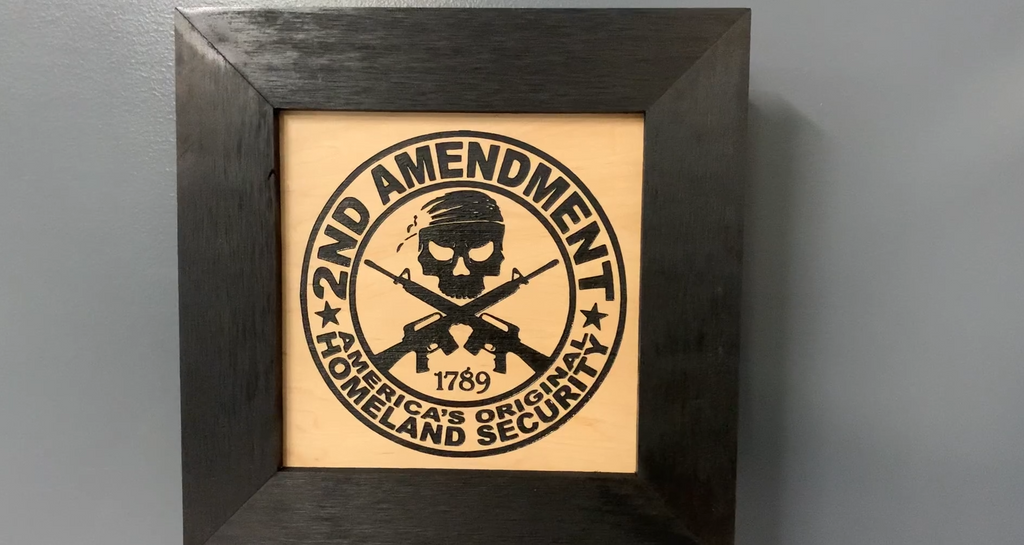 2ND AMENDMENT
1789
AMERICA'S ORIGINAL
HOMELAND SECURITY